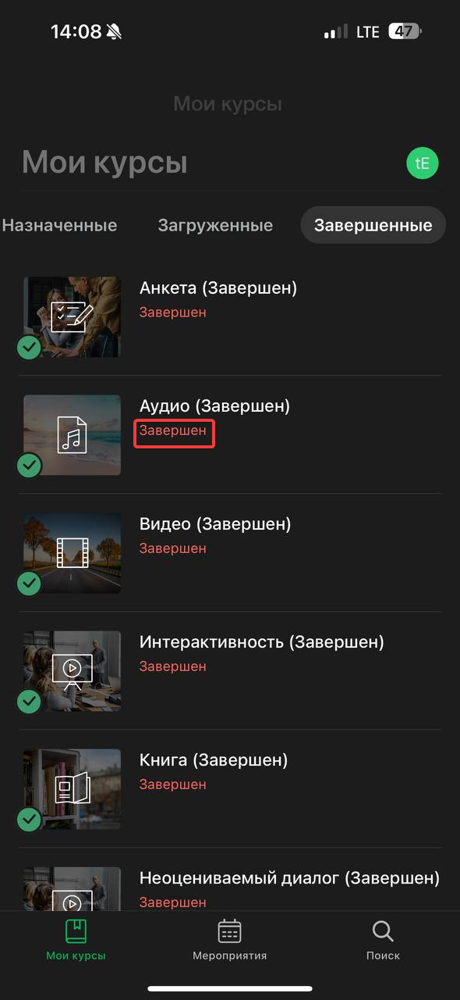 14:08 LTE 47
Мои курсы
Мои курсы tE
Назначенные Загруженные Завершенные
Анкета (Завершен)
Завершен
Аудио (Завершен)
Завершен
Видео (Завершен)
Завершен
Интерактивность (Завершен)
Завершен
Книга (Завершен)
Завершен
Неоцениваемый диалог (Завершен)
Завершен
Мои курсы Мероприятия Поиск